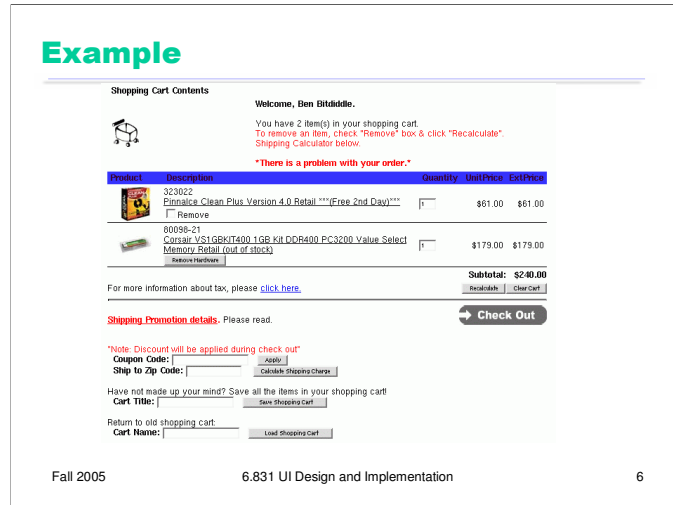 Example
Shopping Cart Contents
Welcome, Ben Bitdiddle.
You have 2 item(s) in your shopping cart.
To remove an item, check "Remove" box & click "Recalculate".
Shipping Calculator below.
*There is a problem with your order.*
Product Description Quantity UnitPrice ExtPrice
323022
Pinnalce Clean Plus Version 4.0 Retail ***(Free 2nd Day)*** 1 $61.00 $61.00
Remove
80098-21
Corsair VS1GBKIT400 1GB Kit DDR400 PC3200 Value Select
Memory Retail (out of stock) 1 $179.00 $179.00
Remove Hardware
Subtotal: $240.00
For more information about tax, please click here. Recalculate Clear Cart
Check Out
Shipping Promotion details. Please read.
*Note: Discount will be applied during check out"
Coupon Code: Apply
Ship to Zip Code: Calculate Shipping Charge
Have not made up your mind? Save all the items in your shopping cart!
Cart Title: Save Shopping Cart
Return to old shopping cart:
Cart Name: Load Shopping Cart
Fall 2005 6.831 UI Design and Implementation 6